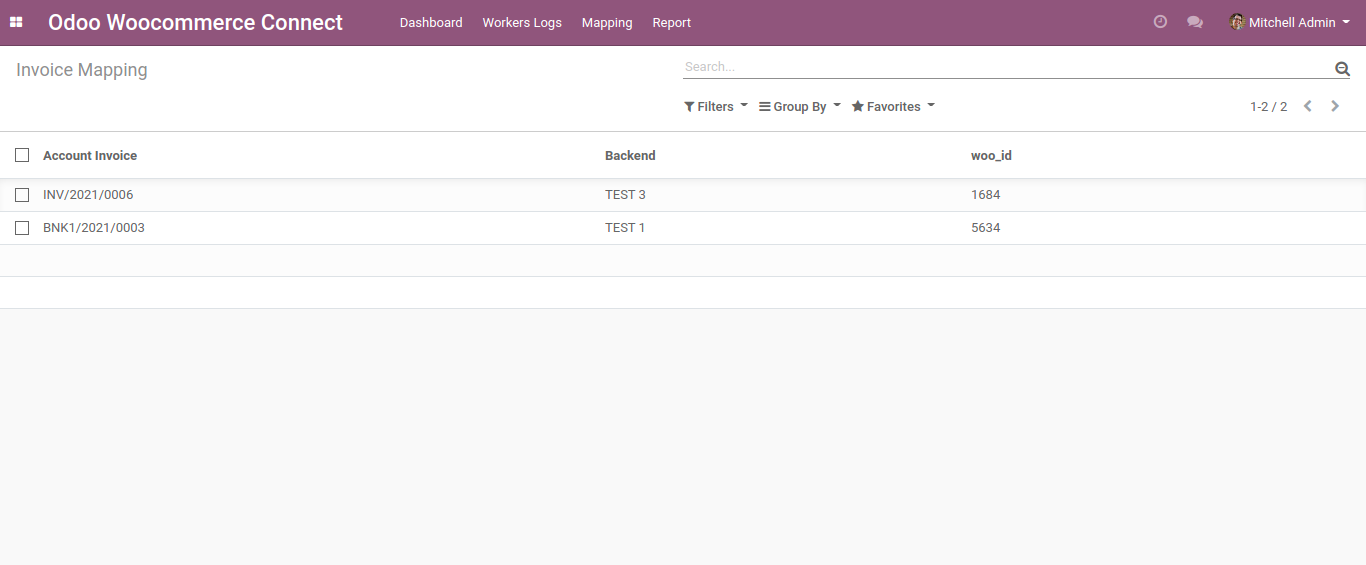 Odoo Woocommerce Connect Dashboard Workers Logs Mapping Report Mitchell Admin
Invoice Mapping Search...
Filters Group By Favorites 1-2 / 2
Account Invoice Backend woo_id
INV/2021/0006 TEST 3 1684
BNK1/2021/0003 TEST 1 5634